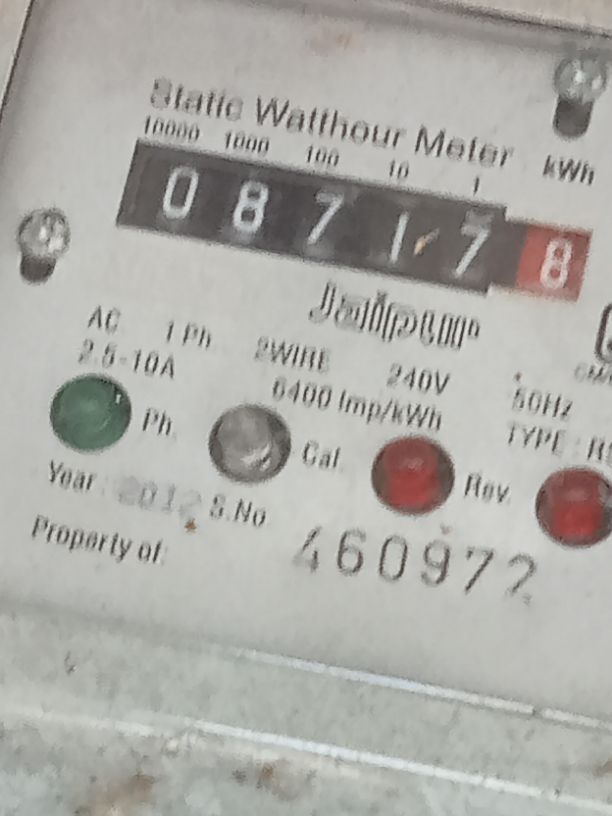 Static Watthour Meter
10000 1000 100 10 1 kWh
0 8 7 1 7 8
AC 1 Ph 2WIRE 240V 50Hz
2.5-10A 6400 Imp/kWh TYPE :
Ph. Cal. Rev.
Year : 2012 S.No
460972
Property of: